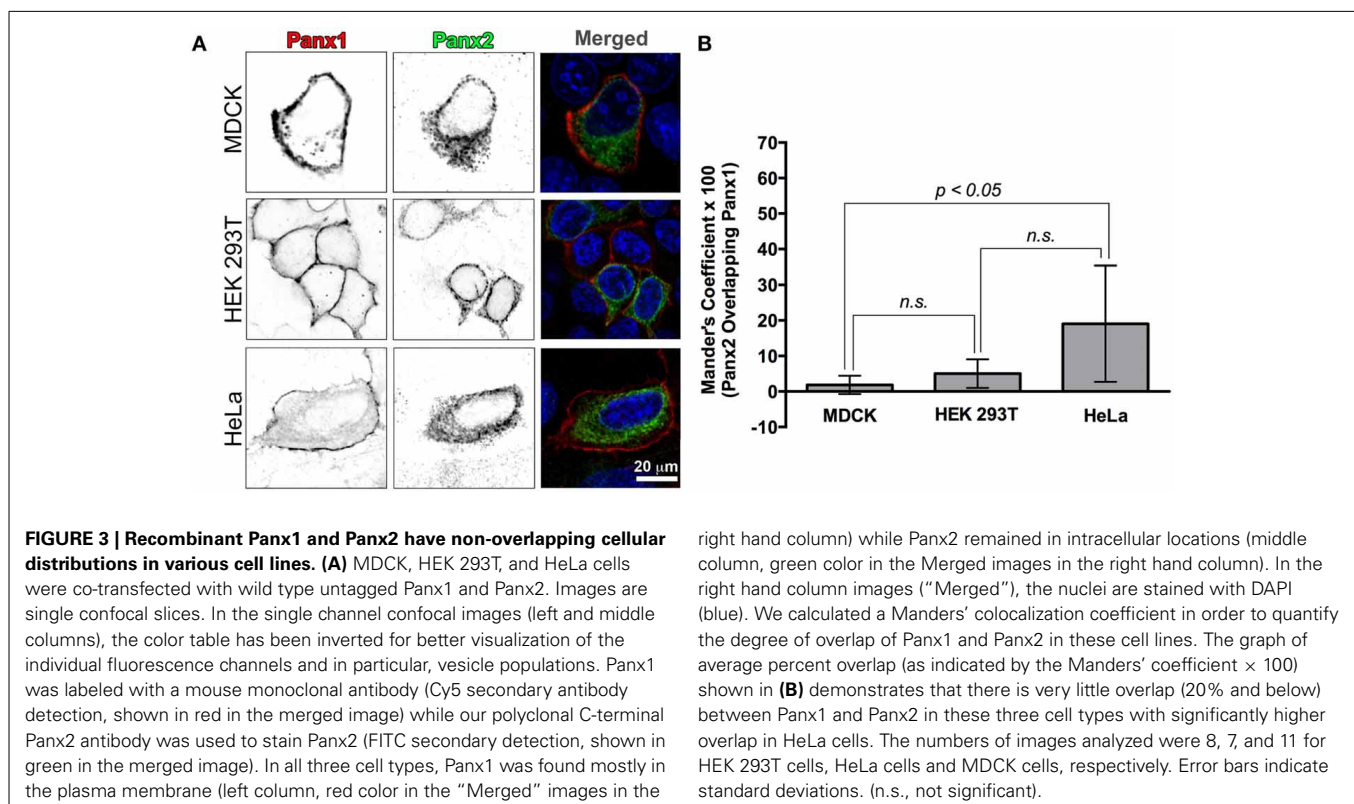 A
Panx1
Panx2
Merged
MDCK
HEK 293T
HeLa
20 μm
B
Mander's Coefficient x 100
(Panx2 Overlapping Panx1)
70
60
50
40
30
20
10
0
-10
p < 0.05
n.s.
n.s.
MDCK
HEK 293T
HeLa
FIGURE 3 | Recombinant Panx1 and Panx2 have non-overlapping cellular
distributions in various cell lines. (A) MDCK, HEK 293T, and HeLa cells
were co-transfected with wild type untagged Panx1 and Panx2. Images are
single confocal slices. In the single channel confocal images (left and middle
columns), the color table has been inverted for better visualization of the
individual fluorescence channels and in particular, vesicle populations. Panx1
was labeled with a mouse monoclonal antibody (Cy5 secondary antibody
detection, shown in red in the merged image) while our polyclonal C-terminal
Panx2 antibody was used to stain Panx2 (FITC secondary detection, shown in
green in the merged image). In all three cell types, Panx1 was found mostly in
the plasma membrane (left column, red color in the "Merged" images in the
right hand column) while Panx2 remained in intracellular locations (middle
column, green color in the Merged images in the right hand column). In the
right hand column images ("Merged"), the nuclei are stained with DAPI
(blue). We calculated a Manders' colocalization coefficient in order to quantify
the degree of overlap of Panx1 and Panx2 in these cell lines. The graph of
average percent overlap (as indicated by the Manders' coefficient × 100)
shown in (B) demonstrates that there is very little overlap (20% and below)
between Panx1 and Panx2 in these three cell types with significantly higher
overlap in HeLa cells. The numbers of images analyzed were 8, 7, and 11 for
HEK 293T cells, HeLa cells and MDCK cells, respectively. Error bars indicate
standard deviations. (n.s., not significant).